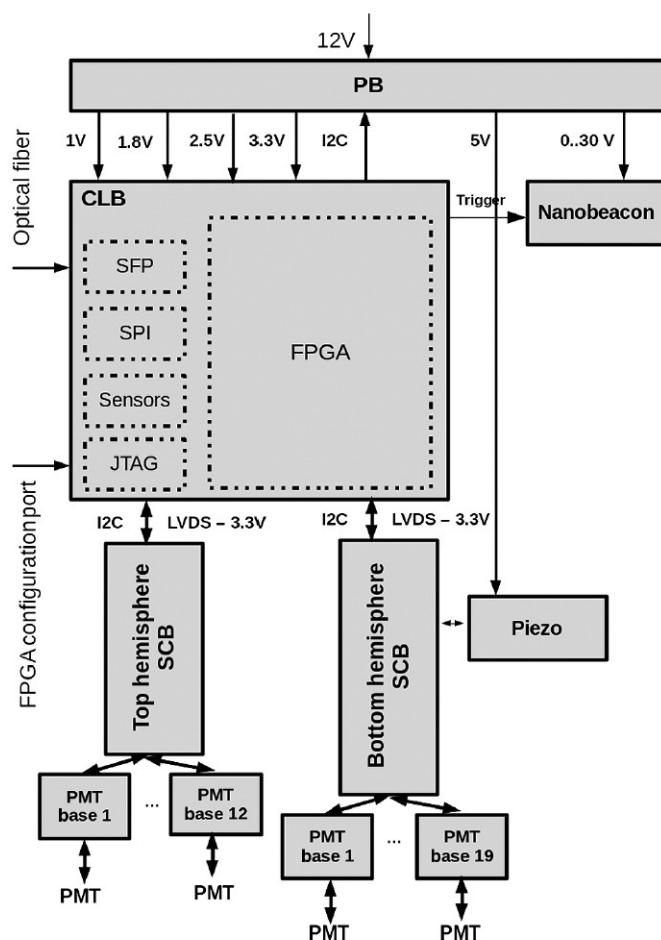 12V
PB
1V
1.8V
2.5V
3.3V
I2C
5V
0..30 V
Optical fiber
CLB
Trigger
Nanobeacon
SFP
SPI
FPGA
Sensors
JTAG
FPGA configuration port
I2C
LVDS – 3.3V
I2C
LVDS – 3.3V
Top hemisphere
SCB
Bottom hemisphere
SCB
Piezo
PMT
base 1
...
PMT
base 12
PMT
base 1
...
PMT
base 19
PMT
PMT
PMT
PMT